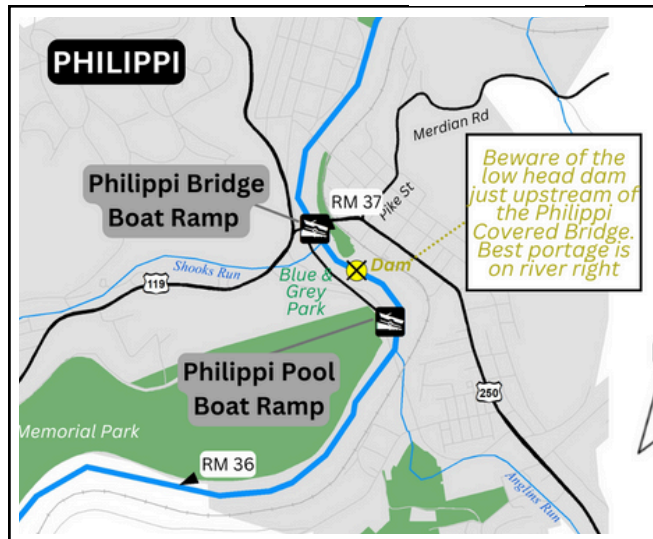 PHILIPPI
Merdian Rd
Beware of the
low head dam
just upstream of
the Philippi
Covered Bridge.
Best portage is
on river right
Philippi Bridge
Boat Ramp
RM 37
Pike St
Shooks Run
119
Blue &
Grey
Park
Dam
Philippi Pool
Boat Ramp
250
Memorial Park
RM 36
Anglins Run